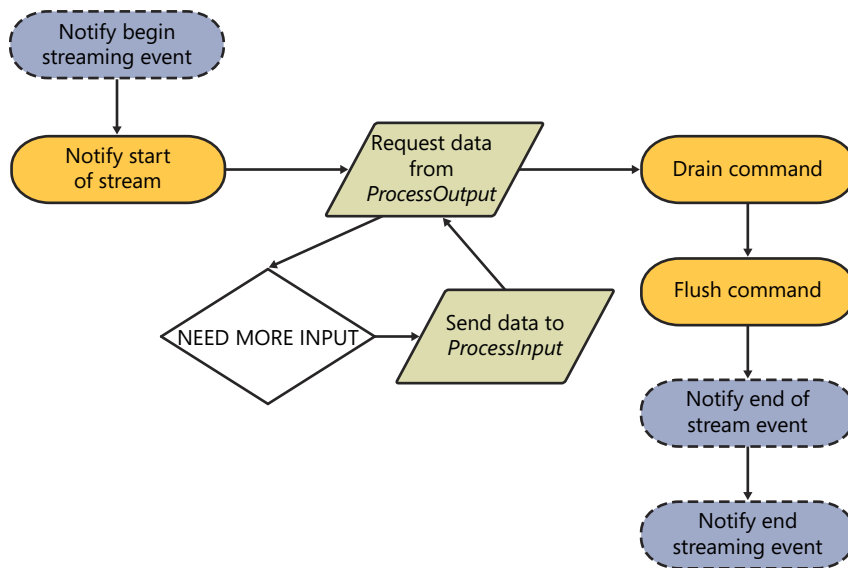 Notify begin
streaming event
Notify start
of stream
Request data
from
ProcessOutput
Drain command
NEED MORE INPUT
Send data to
ProcessInput
Flush command
Notify end of
stream event
Notify end
streaming event